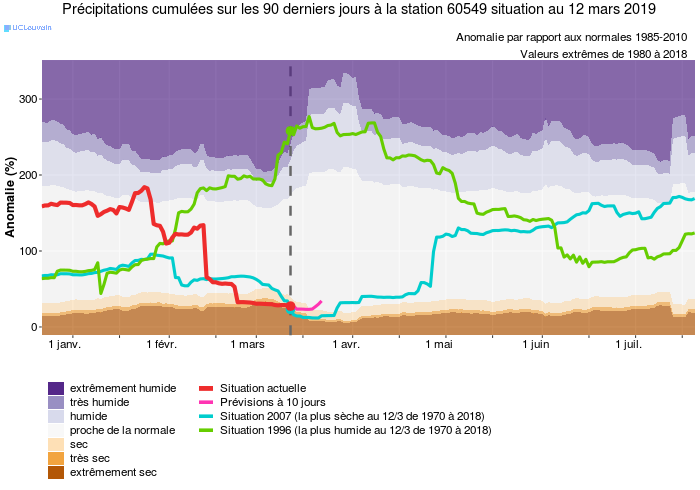 Précipitations cumulées sur les 90 derniers jours à la station 60549 situation au 12 mars 2019
UCLouvain
Anomalie par rapport aux normales 1985-2010
Valeurs extrêmes de 1980 à 2018
Anomalie (%)
300
200
100
0
1 janv. 1 févr. 1 mars 1 avr. 1 mai 1 juin 1 juil.
extrêmement humide
très humide
humide
proche de la normale
sec
très sec
extrêmement sec
Situation actuelle
Prévisions à 10 jours
Situation 2007 (la plus sèche au 12/3 de 1970 à 2018)
Situation 1996 (la plus humide au 12/3 de 1970 à 2018)